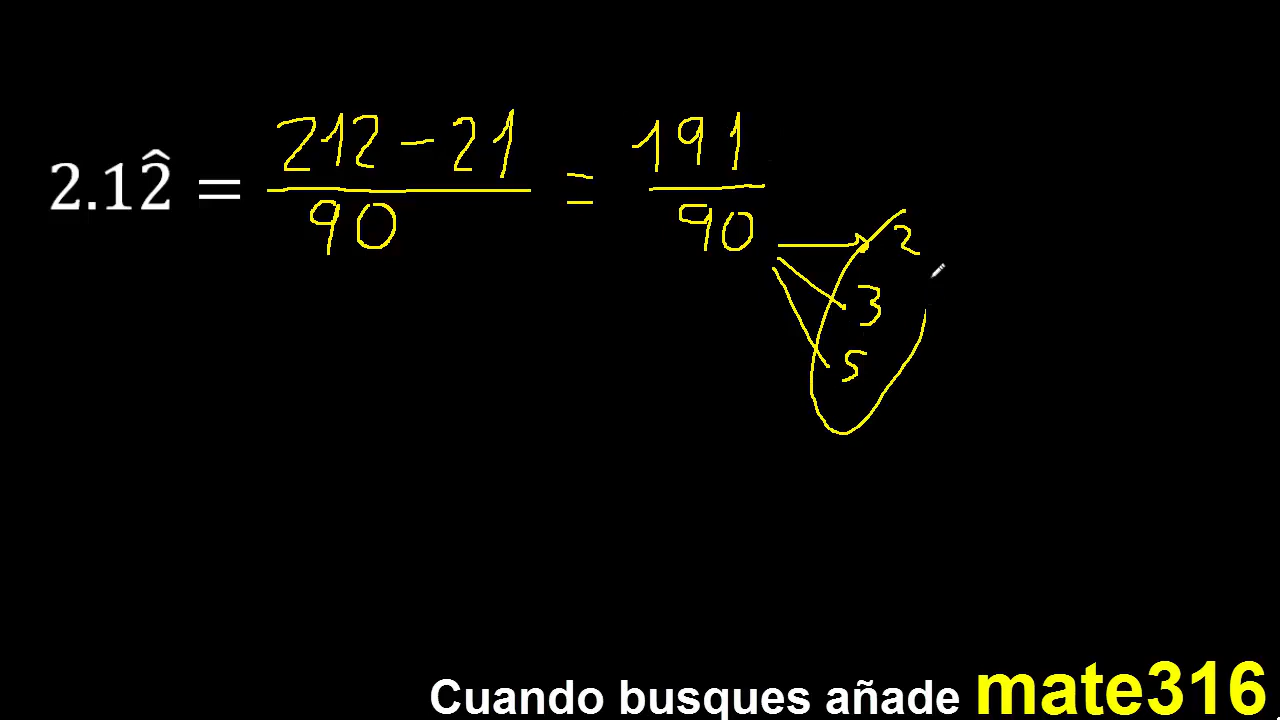 2.12̂ = (212 - 21)/90 = 191/90
2
3
5
Cuando busques añade mate316